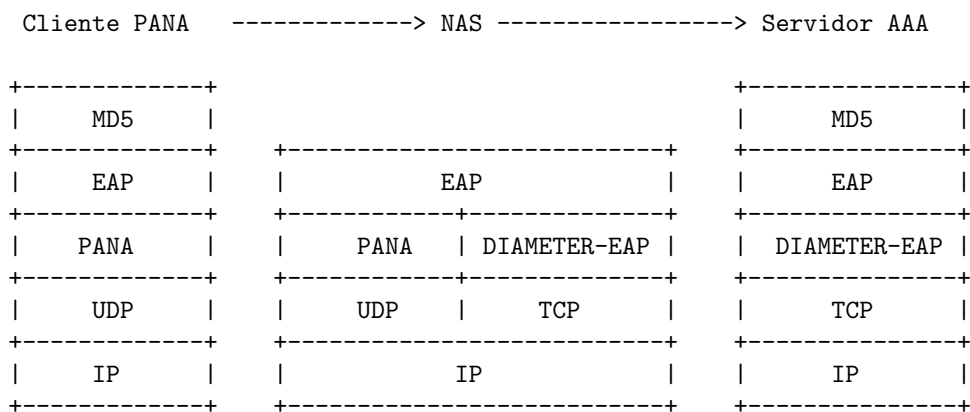 Cliente PANA -------------> NAS ----------------> Servidor AAA
MD5 MD5
EAP EAP EAP
PANA PANA DIAMETER-EAP DIAMETER-EAP
UDP UDP TCP TCP
IP IP IP